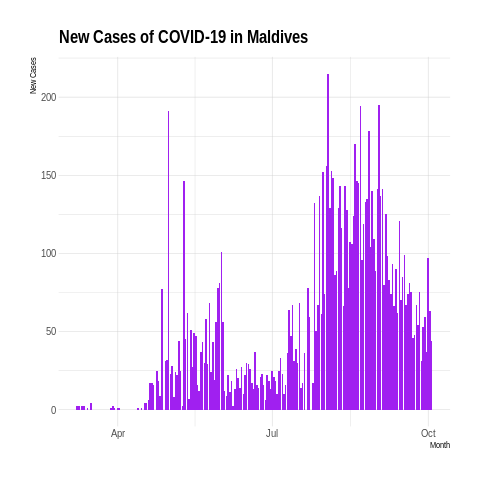 New Cases of COVID-19 in Maldives
New Cases
200
150
100
50
0
Apr
Jul
Oct
Month